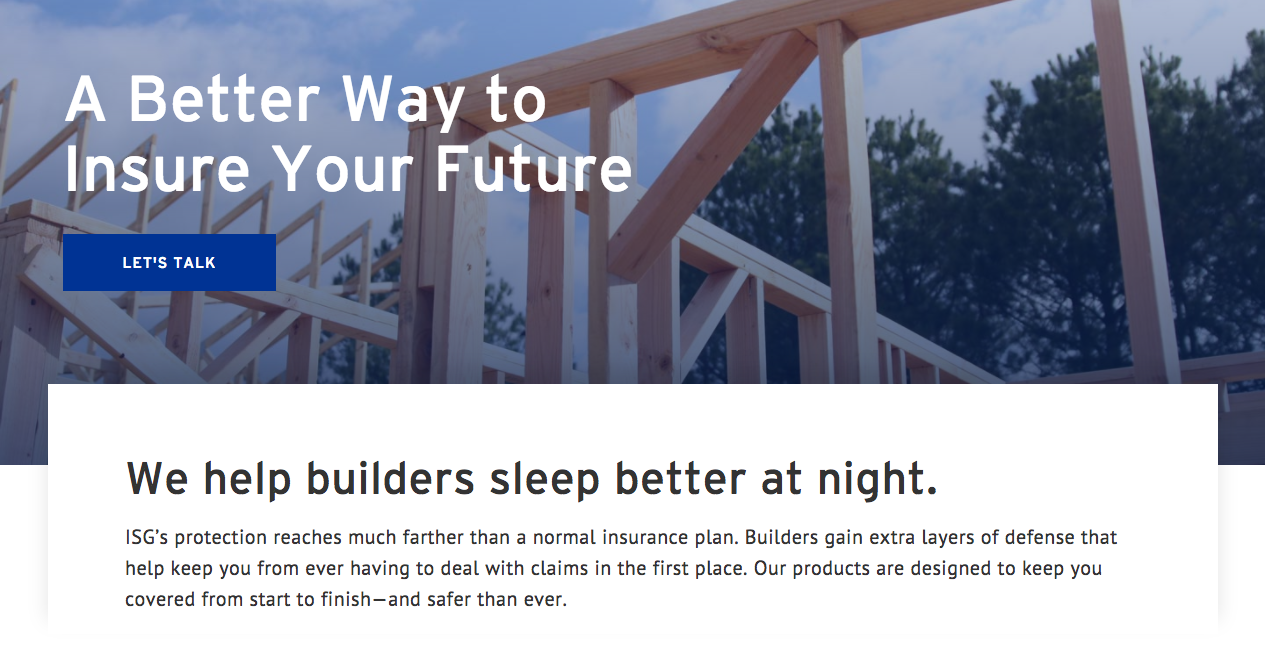 A Better Way to
Insure Your Future
LET'S TALK
We help builders sleep better at night.
ISG’s protection reaches much farther than a normal insurance plan. Builders gain extra layers of defense that
help keep you from ever having to deal with claims in the first place. Our products are designed to keep you
covered from start to finish—and safer than ever.